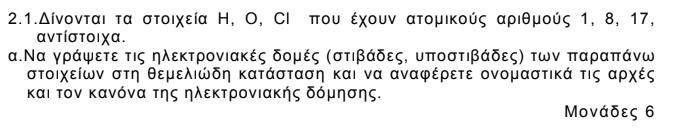 2.1.Δίνονται τα στοιχεία H, O, Cl που έχουν ατομικούς αριθμούς 1, 8, 17,
αντίστοιχα.
α.Να γράψετε τις ηλεκτρονιακές δομές (στιβάδες, υποστιβάδες) των παραπάνω
στοιχείων στη θεμελιώδη κατάσταση και να αναφέρετε ονομαστικά τις αρχές
και τον κανόνα της ηλεκτρονιακής δόμησης.
Μονάδες 6